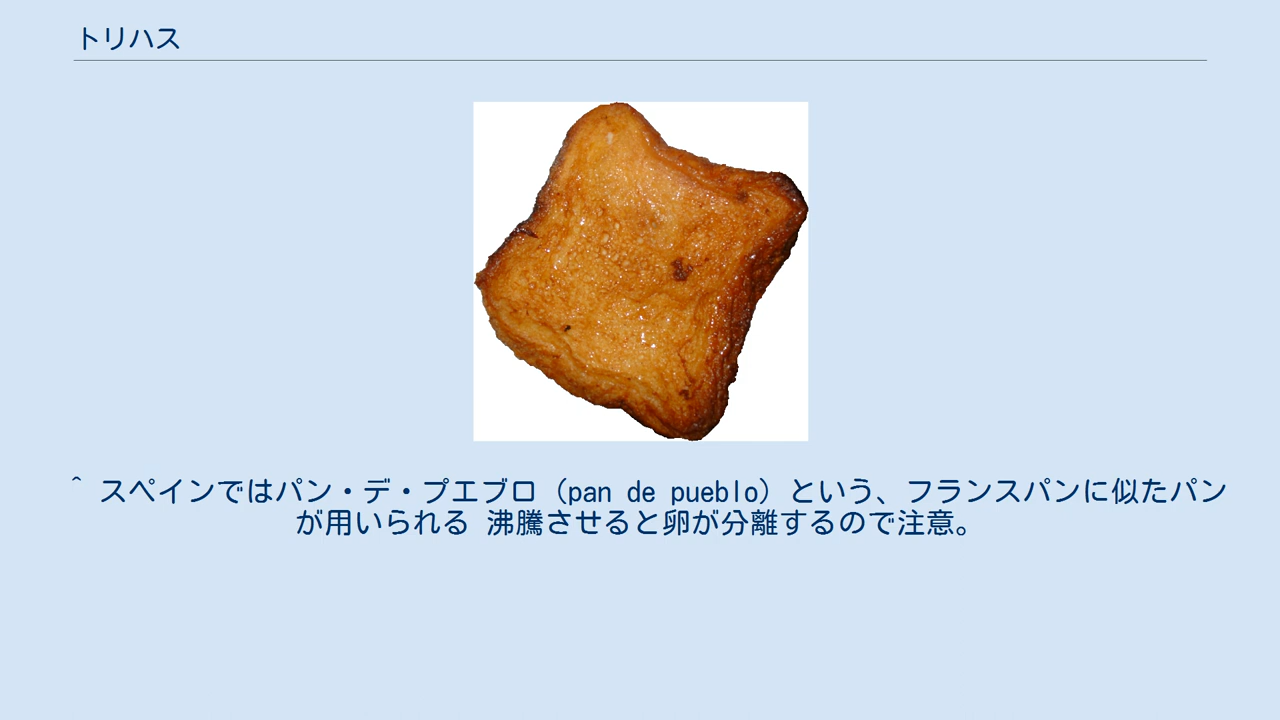 トリハス
^ スペインではパン・デ・プエブロ (pan de pueblo) という、フランスパンに似たパン
が用いられる 沸騰させると卵が分離するので注意。